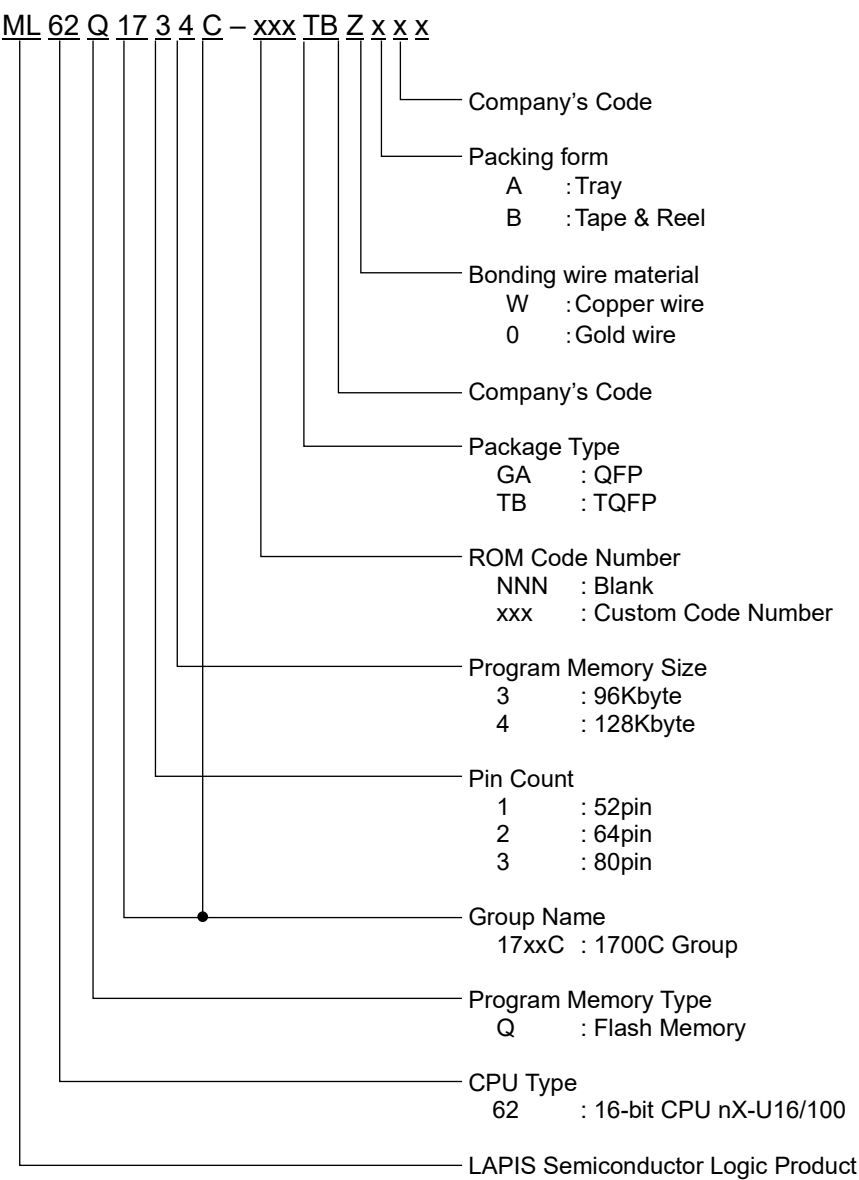 ML 62 Q 17 3 4 C – xxx TB Z x x x
Company's Code
Packing form
A : Tray
B : Tape & Reel
Bonding wire material
W : Copper wire
0 : Gold wire
Company's Code
Package Type
GA : QFP
TB : TQFP
ROM Code Number
NNN : Blank
xxx : Custom Code Number
Program Memory Size
3 : 96Kbyte
4 : 128Kbyte
Pin Count
1 : 52pin
2 : 64pin
3 : 80pin
Group Name
17xxC : 1700C Group
Program Memory Type
Q : Flash Memory
CPU Type
62 : 16-bit CPU nX-U16/100
LAPIS Semiconductor Logic Product